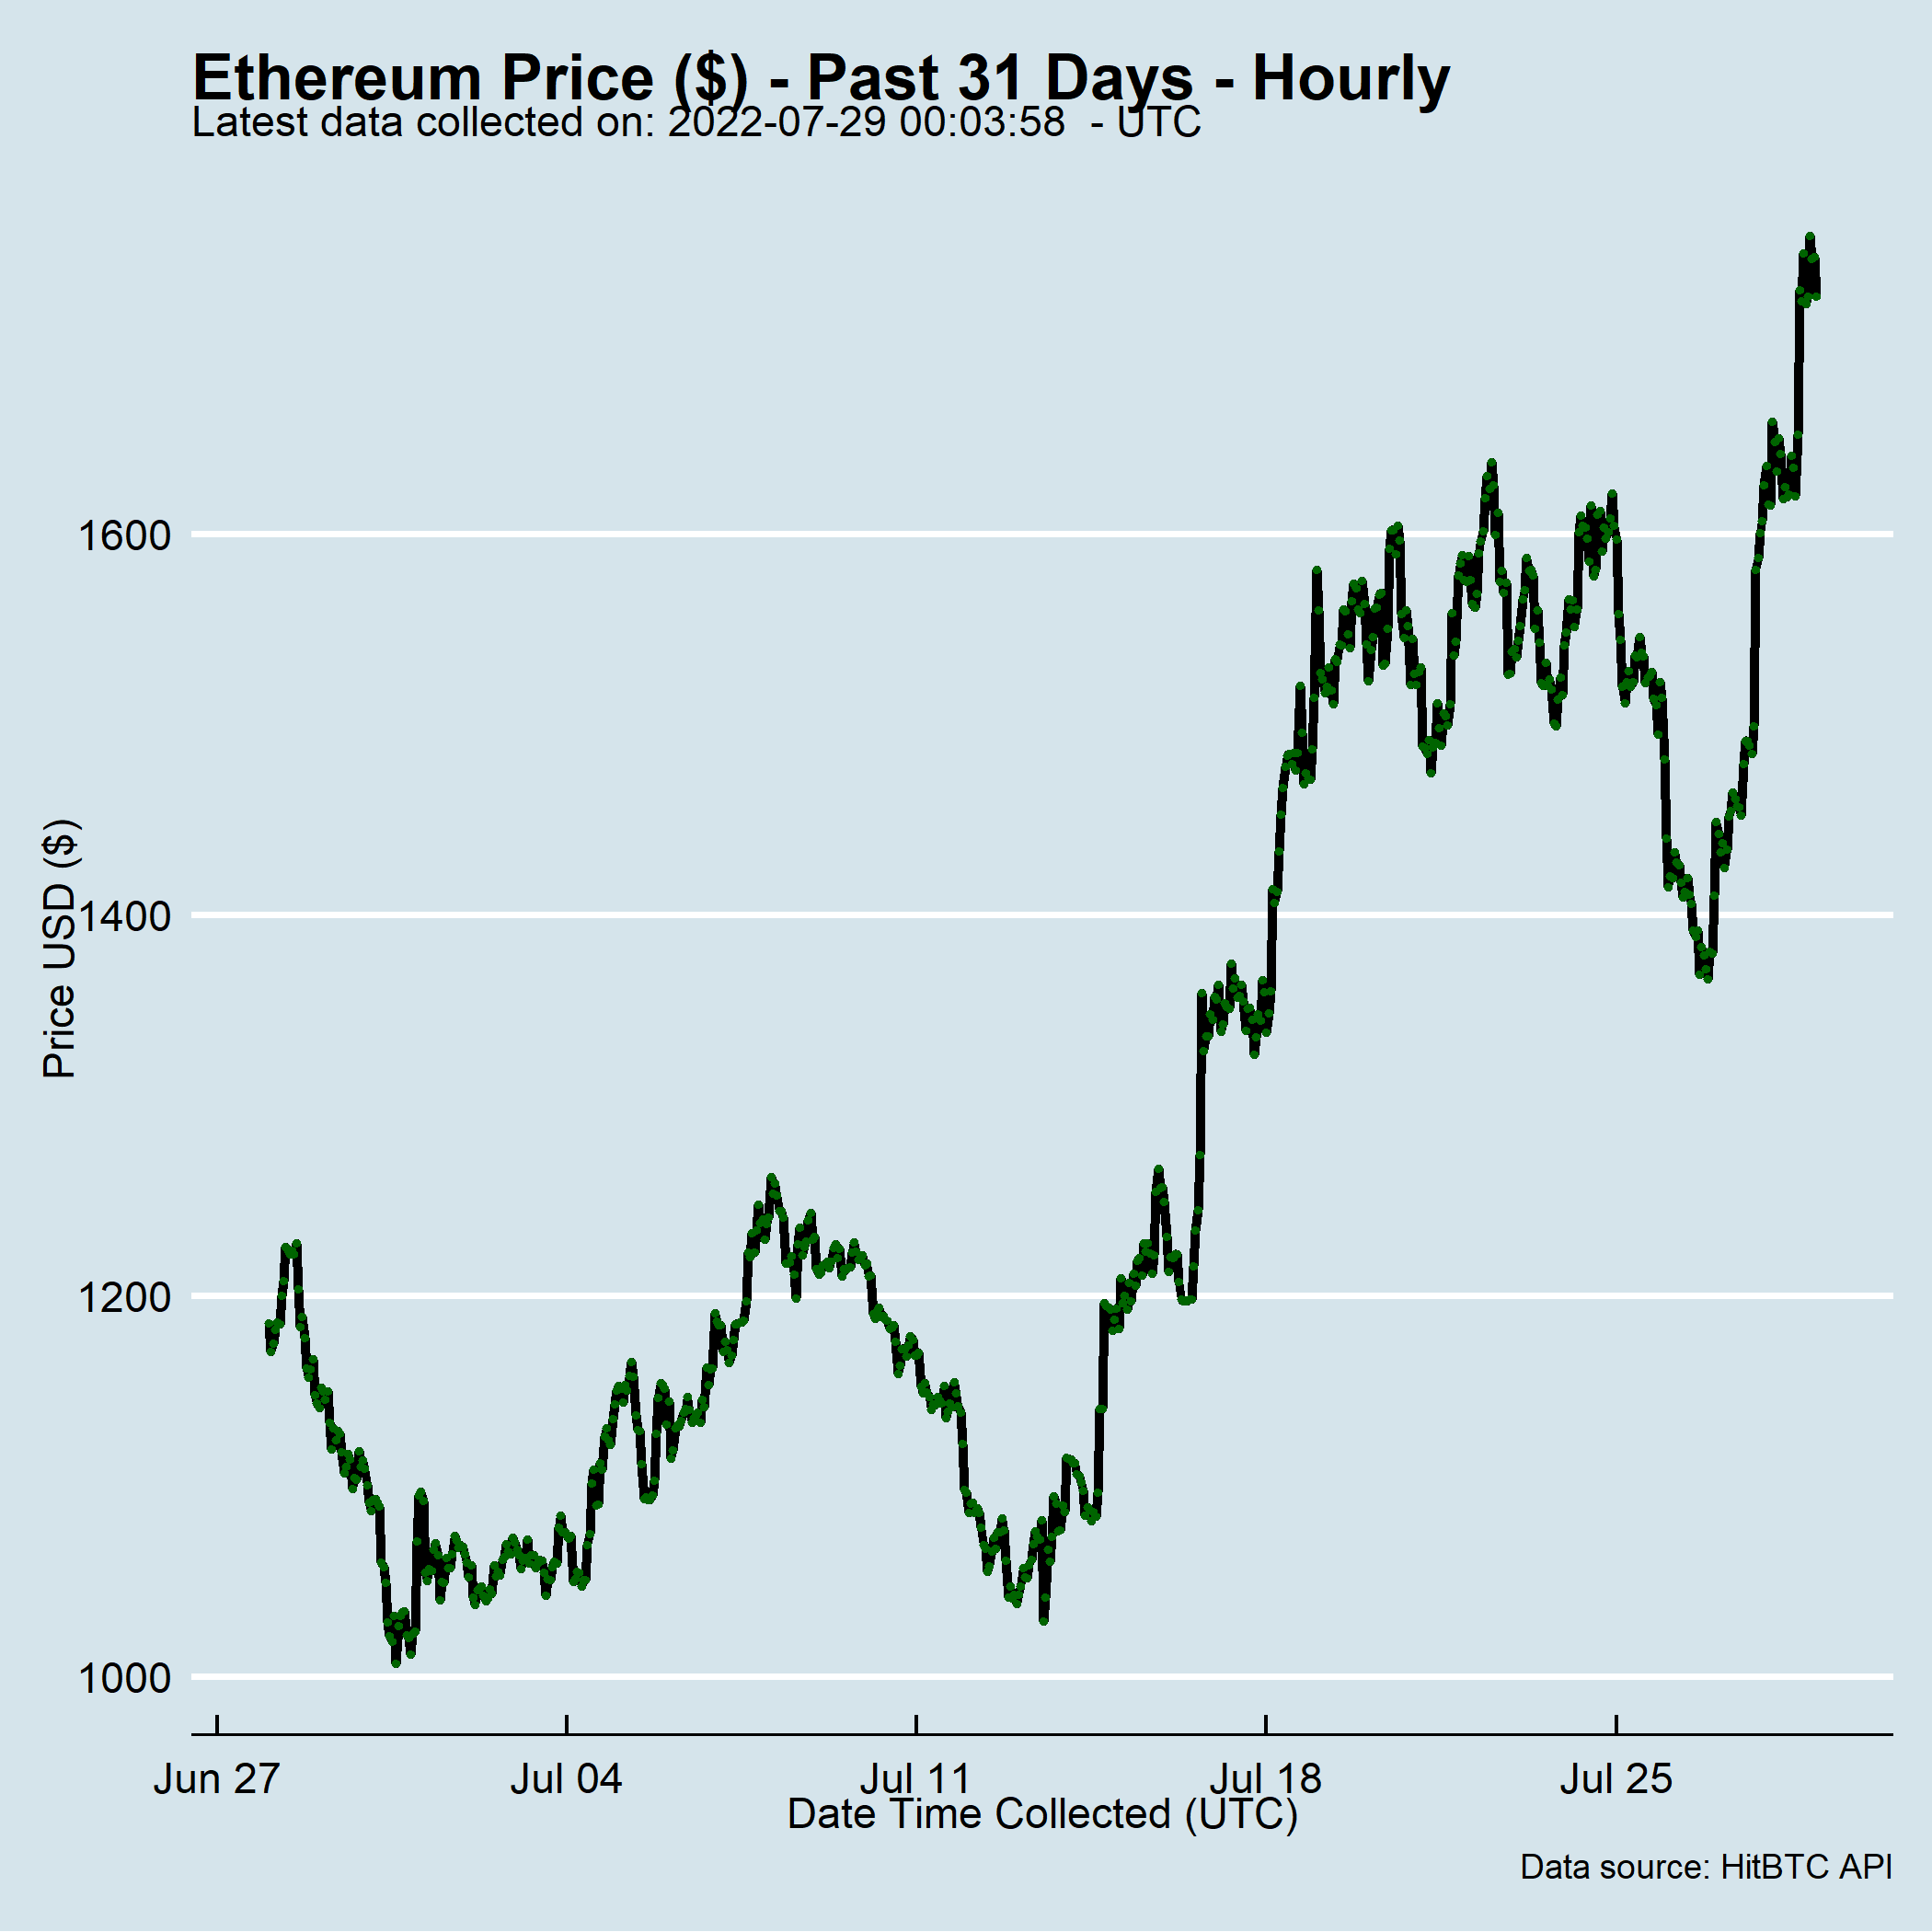 Ethereum Price ($) - Past 31 Days - Hourly
Latest data collected on: 2022-07-29 00:03:58  - UTC
Price USD ($)
1600
1400
1200
1000
Jun 27
Jul 04
Jul 11
Jul 18
Jul 25
Date Time Collected (UTC)
Data source: HitBTC API